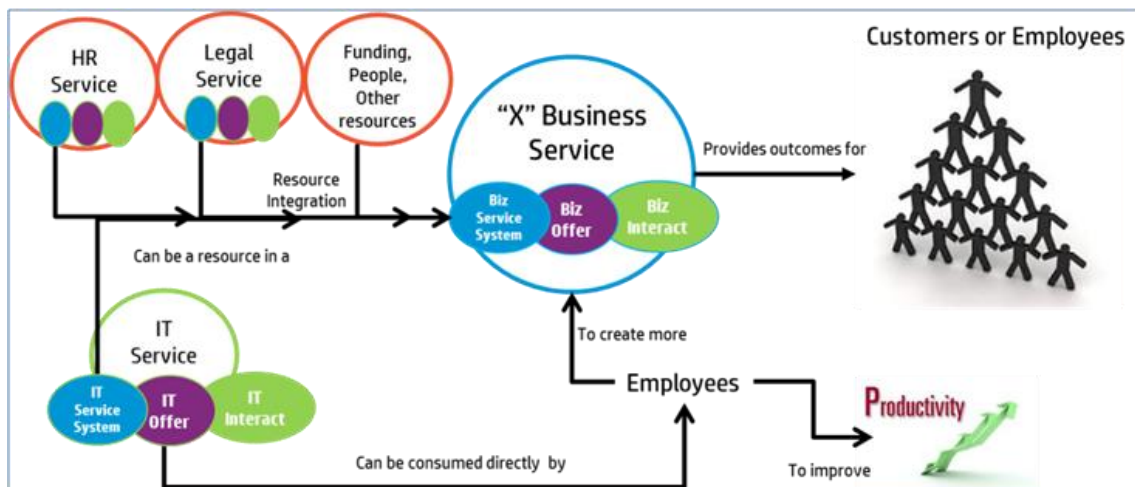 HR
Service
Legal
Service
Funding,
People,
Other
resources
Customers or Employees
“X” Business
Service
Provides outcomes for
Resource
Integration
Biz
Service
System
Biz
Offer
Biz
Interact
Can be a resource in a
IT
Service
To create more
IT
Service
System
IT
Offer
IT
Interact
Employees
Productivity
Can be consumed directly by
To improve